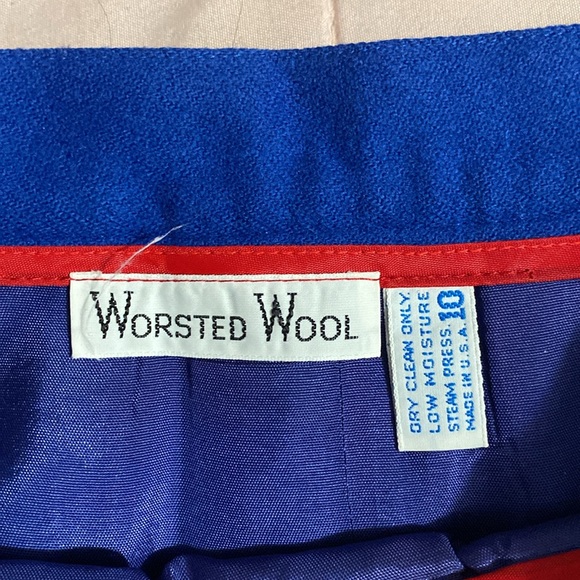 WORSTED WOOL
DRY CLEAN ONLY.
LOW MOISTURE
STEAM PRESS.
MADE IN U.S.A.
10